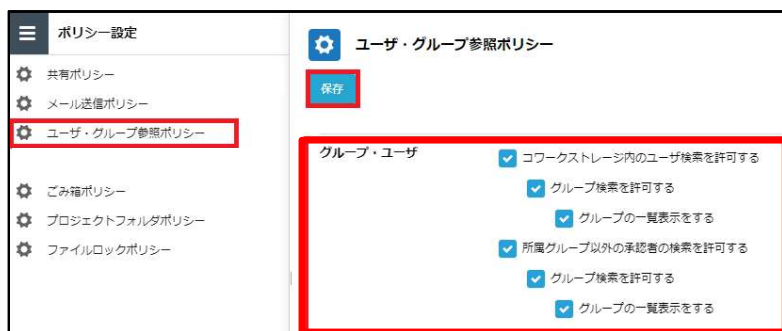 ポリシー設定
共有ポリシー
メール送信ポリシー
ユーザ・グループ参照ポリシー
ごみ箱ポリシー
プロジェクトフォルダポリシー
ファイルロックポリシー
ユーザ・グループ参照ポリシー
保存
グループ・ユーザ
コワークストレージ内のユーザ検索を許可する
グループ検索を許可する
グループの一覧表示をする
所属グループ以外の承認者の検索を許可する
グループ検索を許可する
グループの一覧表示をする